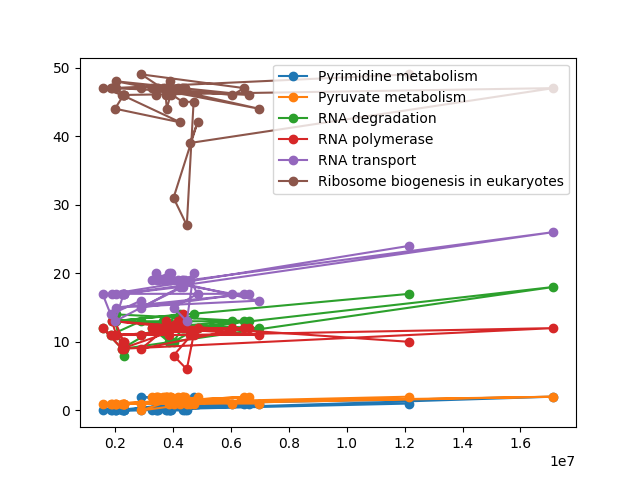 50
40
30
20
10
0
Pyrimidine metabolism
Pyruvate metabolism
RNA degradation
RNA polymerase
RNA transport
Ribosome biogenesis in eukaryotes
0.2 0.4 0.6 0.8 1.0 1.2 1.4 1.6
1e7